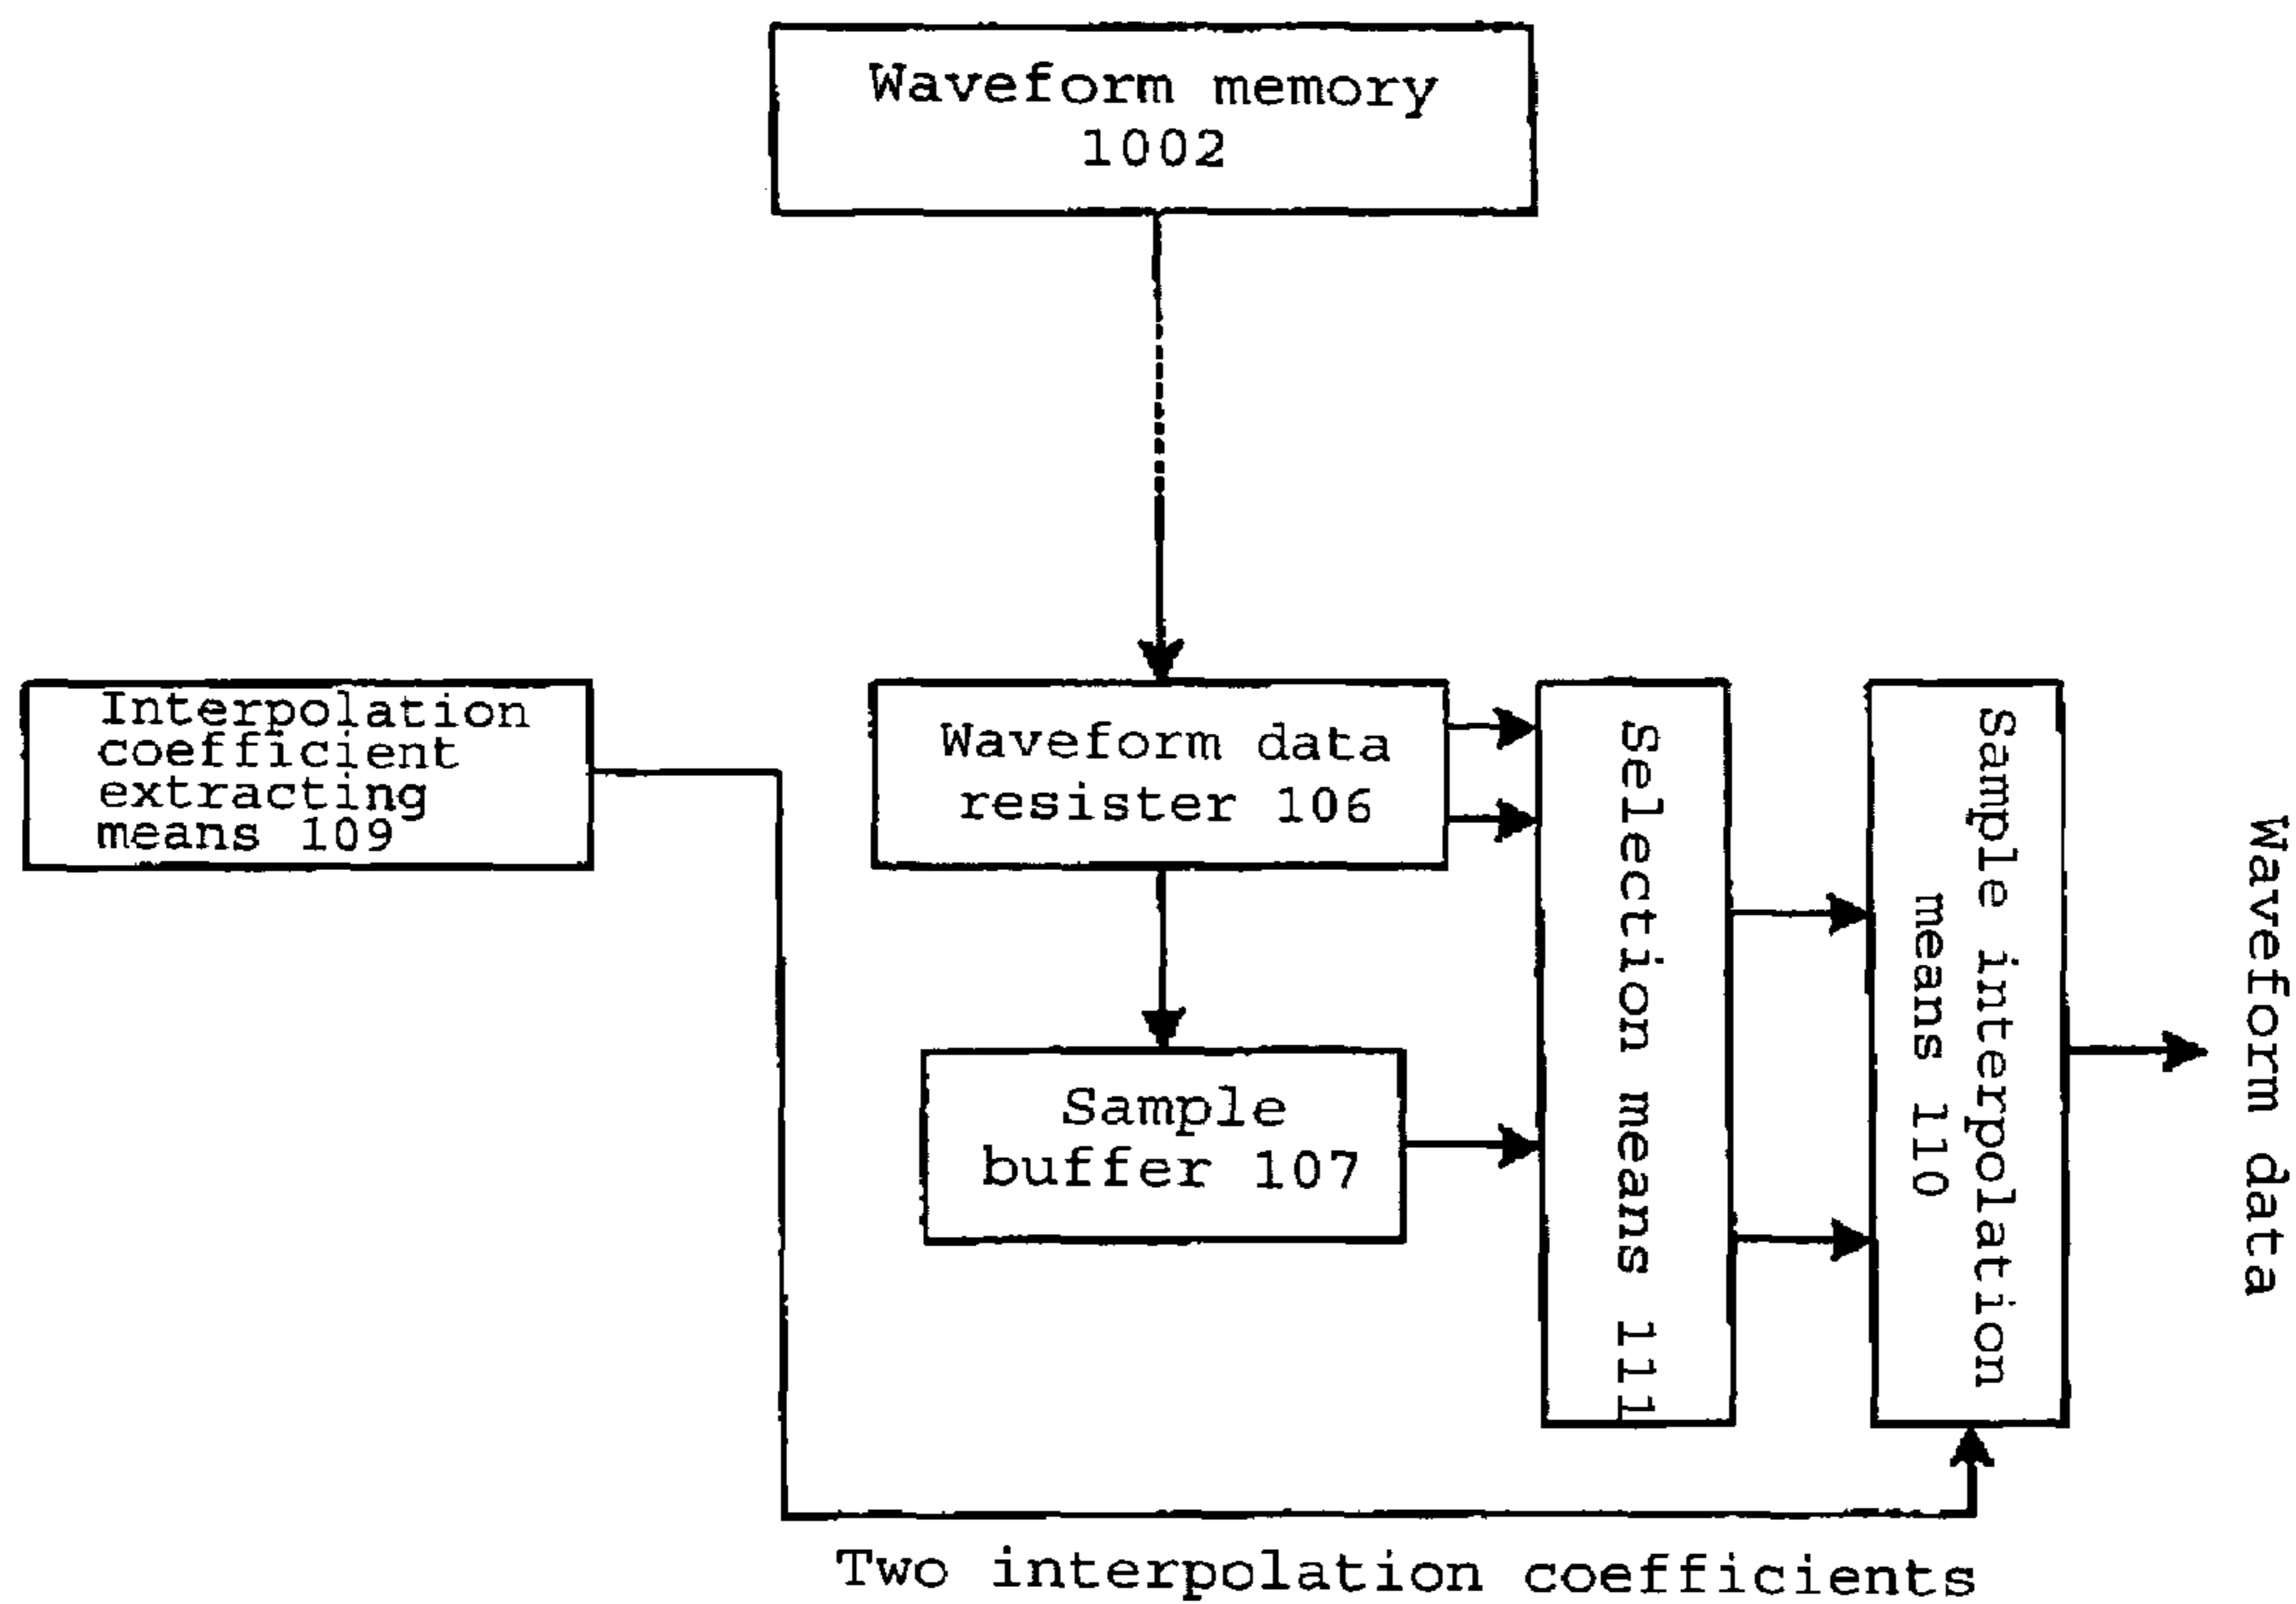 Waveform memory
1002
Interpolation
coefficient
extracting
means 109
Waveform data
resister 106
Sample
buffer 107
Selection means 111
Sample interpolation
means 110
Waveform data
Two interpolation coefficients